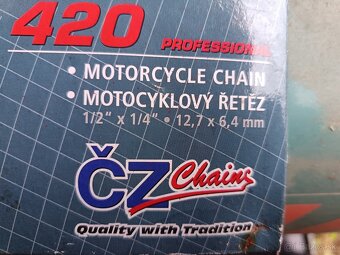 420 PROFESSIONAL
• MOTORCYCLE CHAIN
• MOTOCYKLOVÝ ŘETĚZ
1/2" x 1/4" • 12,7 x 6,4 mm
ČZ Chains
Quality with Tradition